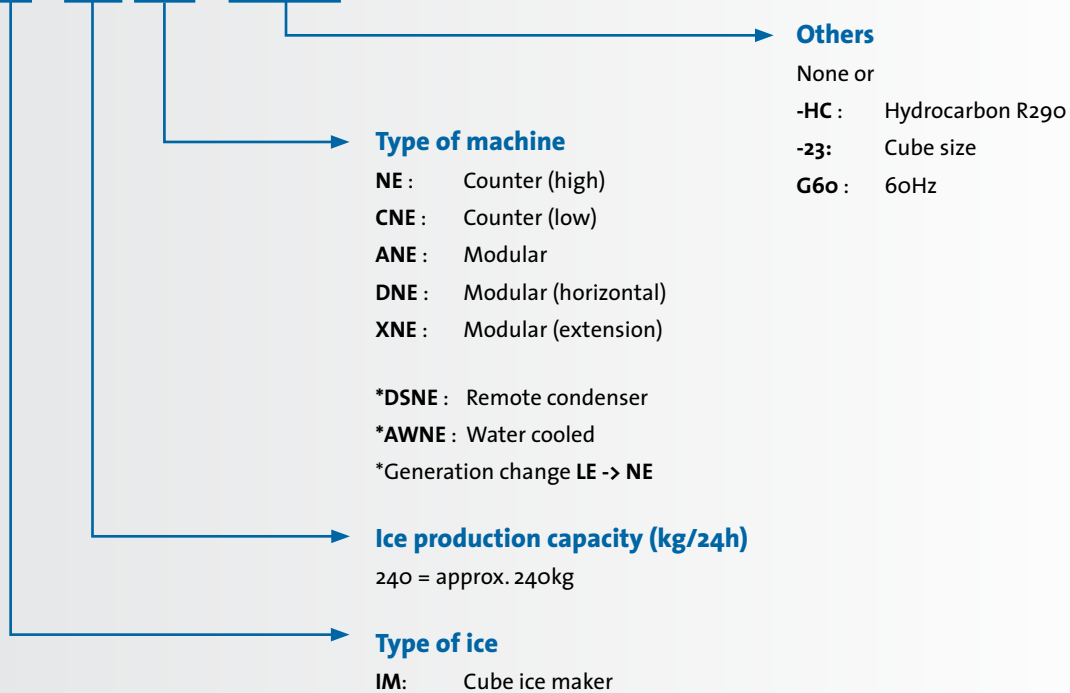 Others
None or
-HC : Hydrocarbon R290
-23: Cube size
G60 : 60Hz
Type of machine
NE : Counter (high)
CNE : Counter (low)
ANE : Modular
DNE : Modular (horizontal)
XNE : Modular (extension)
*DSNE : Remote condenser
*AWNE : Water cooled
*Generation change LE -> NE
Ice production capacity (kg/24h)
240 = approx. 240kg
Type of ice
IM: Cube ice maker